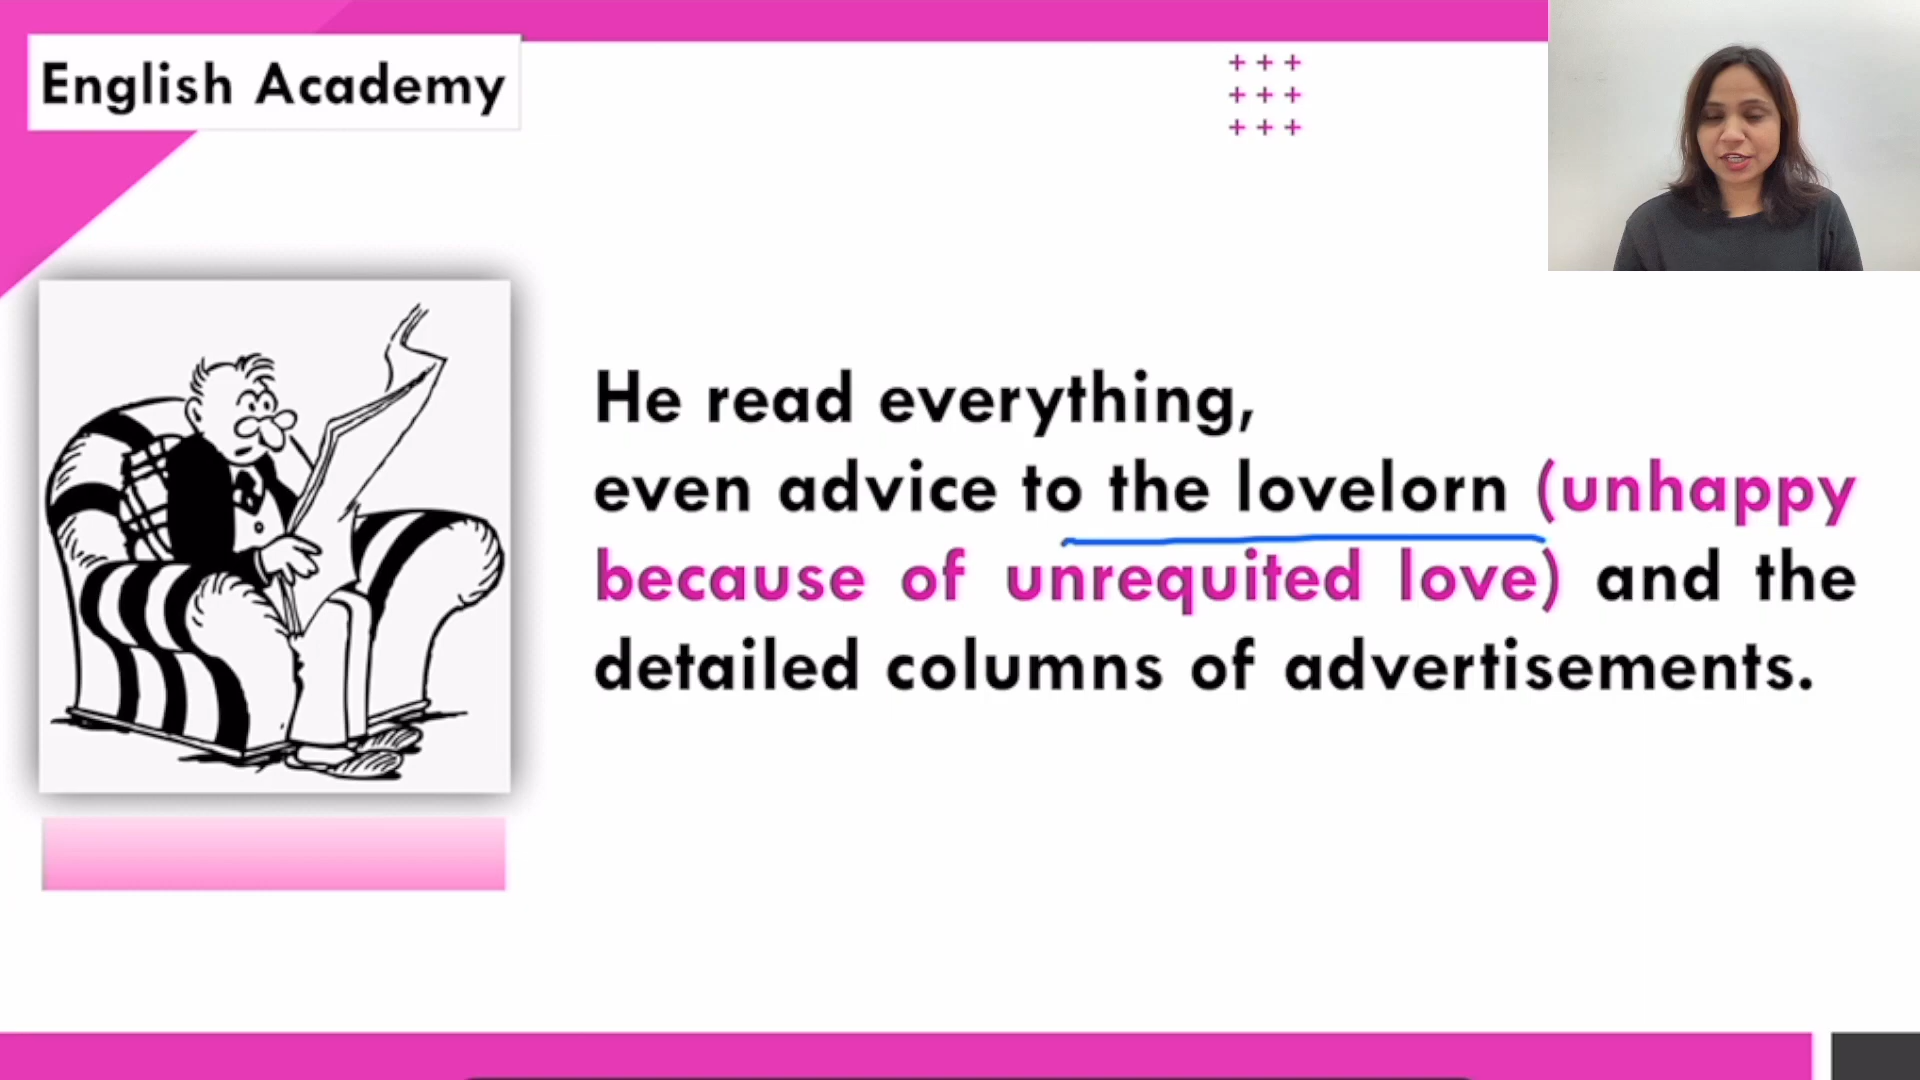 English Academy
He read everything,
even advice to the lovelorn (unhappy
because of unrequited love) and the
detailed columns of advertisements.